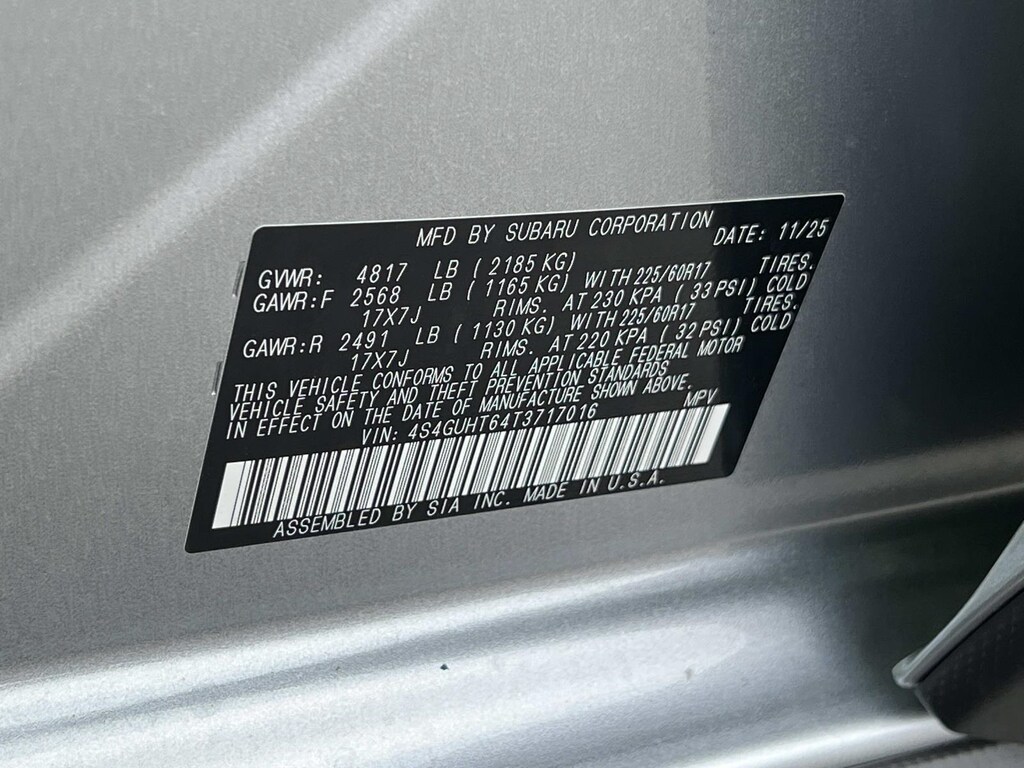 MFD BY SUBARU CORPORATION DATE: 11/25
GVWR: 4817 LB ( 2185 KG)
GAWR:F 2568 LB ( 1165 KG) WITH 225/60R17 TIRES.
17X7J RIMS. AT 230 KPA ( 33 PSI) COLD
GAWR:R 2491 LB ( 1130 KG) WITH 225/60R17 TIRES.
17X7J RIMS. AT 220 KPA ( 32 PSI) COLD.
THIS VEHICLE CONFORMS TO ALL APPLICABLE FEDERAL MOTOR
VEHICLE SAFETY AND THEFT PREVENTION STANDARDS
IN EFFECT ON THE DATE OF MANUFACTURE SHOWN ABOVE.
VIN: 4S4GUHT64T3717016 MPV
ASSEMBLED BY SIA INC. MADE IN U.S.A.